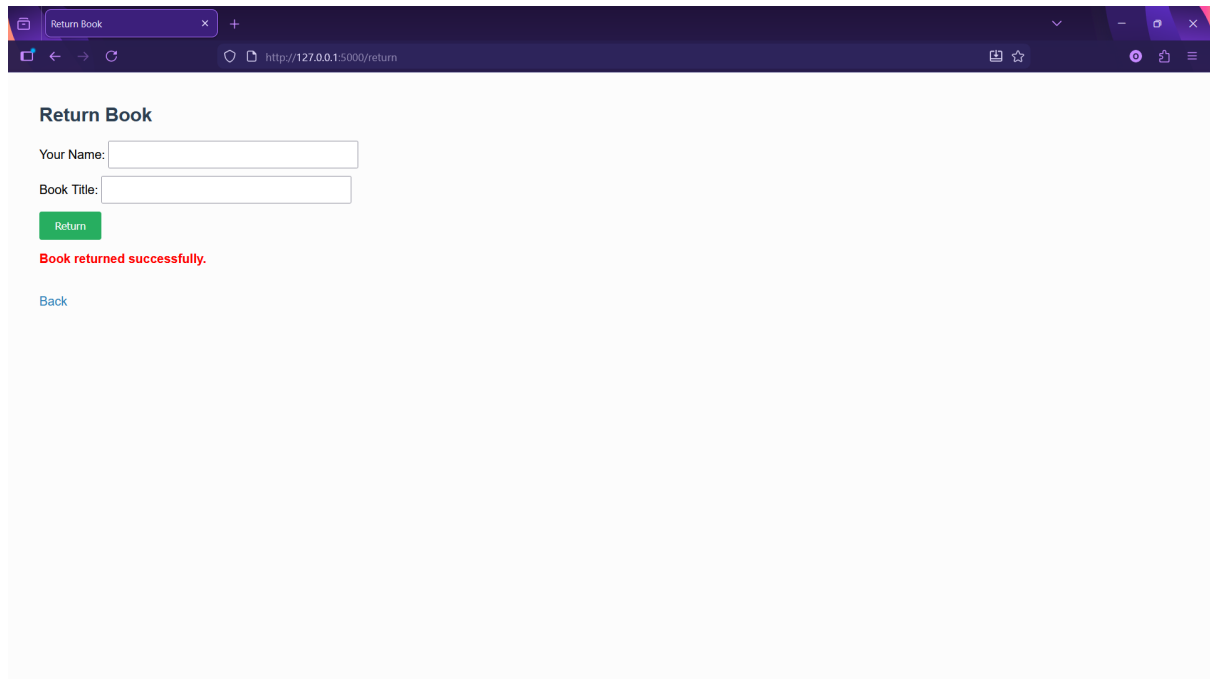 Return Book
http://127.0.0.1:5000/return
Return Book
Your Name:
Book Title:
Return
Book returned successfully.
Back